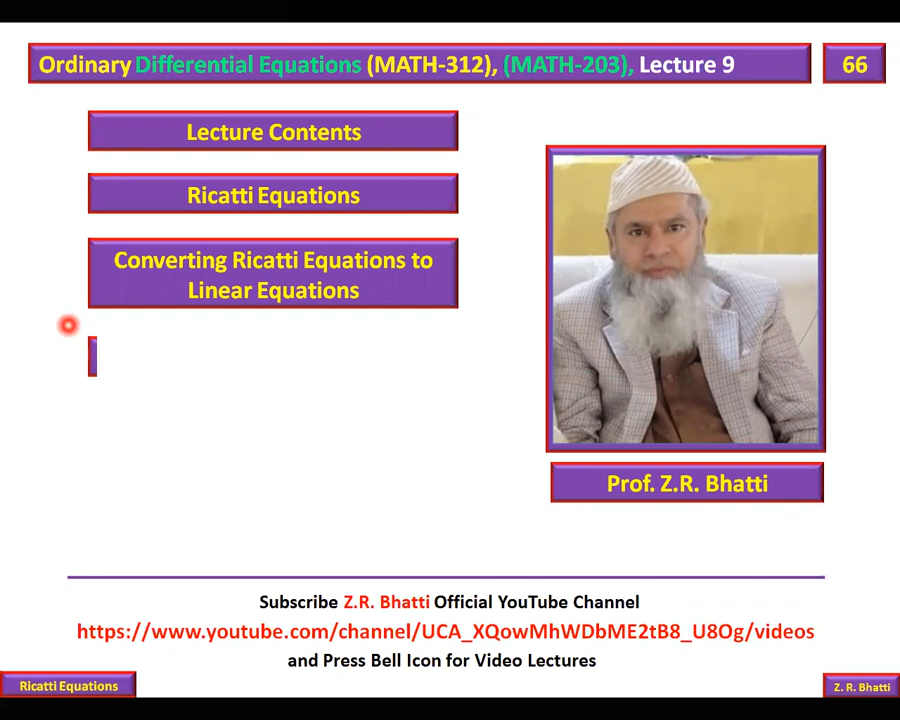 Ordinary Differential Equations (MATH-312), (MATH-203), Lecture 9
66
Lecture Contents
Ricatti Equations
Converting Ricatti Equations to
Linear Equations
Prof. Z.R. Bhatti
Subscribe Z.R. Bhatti Official YouTube Channel
https://www.youtube.com/channel/UCA_XQowMhWDbME2tB8_U8Og/videos
and Press Bell Icon for Video Lectures
Ricatti Equations
Z. R. Bhatti